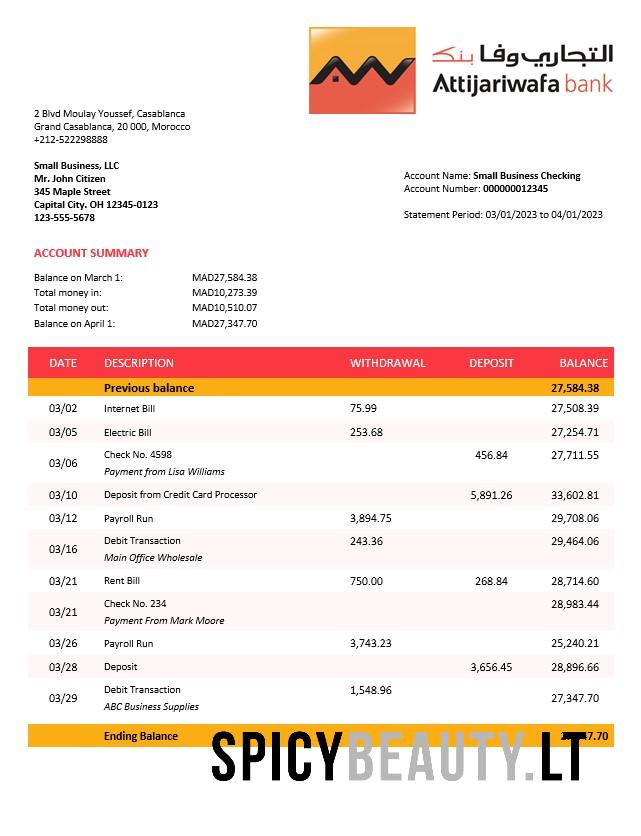 التجاري وفا بنك
Attijariwafa bank
2 Blvd Moulay Youssef, Casablanca
Grand Casablanca, 20 000, Morocco
+212-522298888
Small Business, LLC
Mr. John Citizen
345 Maple Street
Capital City. OH 12345-0123
123-555-5678
Account Name: Small Business Checking
Account Number: 000000012345
Statement Period: 03/01/2023 to 04/01/2023
ACCOUNT SUMMARY
Balance on March 1: MAD27,584.38
Total money in: MAD10,273.39
Total money out: MAD10,510.07
Balance on April 1: MAD27,347.70
DATE DESCRIPTION WITHDRAWAL DEPOSIT BALANCE
Previous balance 27,584.38
03/02 Internet Bill 75.99 27,508.39
03/05 Electric Bill 253.68 27,254.71
03/06 Check No. 4598 456.84 27,711.55
Payment from Lisa Williams
03/10 Deposit from Credit Card Processor 5,891.26 33,602.81
03/12 Payroll Run 3,894.75 29,708.06
03/16 Debit Transaction 243.36 29,464.06
Main Office Wholesale
03/21 Rent Bill 750.00 268.84 28,714.60
03/21 Check No. 234 28,983.44
Payment From Mark Moore
03/26 Payroll Run 3,743.23 25,240.21
03/28 Deposit 3,656.45 28,896.66
03/29 Debit Transaction 1,548.96 27,347.70
ABC Business Supplies
Ending Balance
SPICYBEAUTY.LT